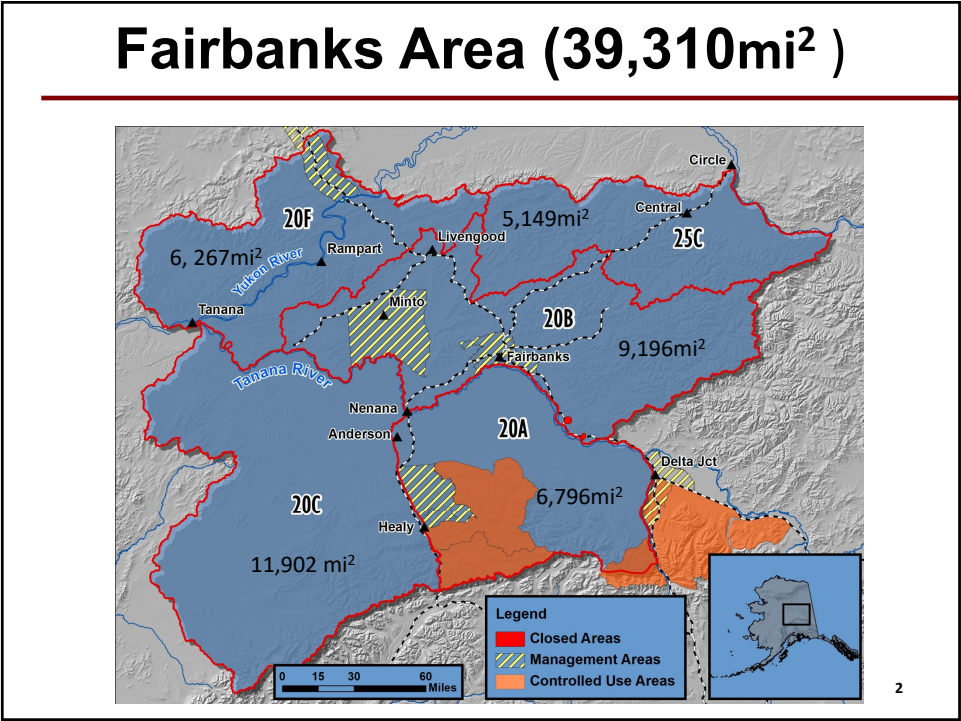 Fairbanks Area (39,310mi² )
Circle
Central
5,149mi²
20F
25C
Livengood
Rampart
6, 267mi²
Yukon River
Minto
Tanana
20B
9,196mi²
Fairbanks
Tanana River
Nenana
20A
Anderson
Delta Jct
6,796mi²
20C
Healy
11,902 mi²
Legend
Closed Areas
Management Areas
Controlled Use Areas
0 15 30 60
Miles
2